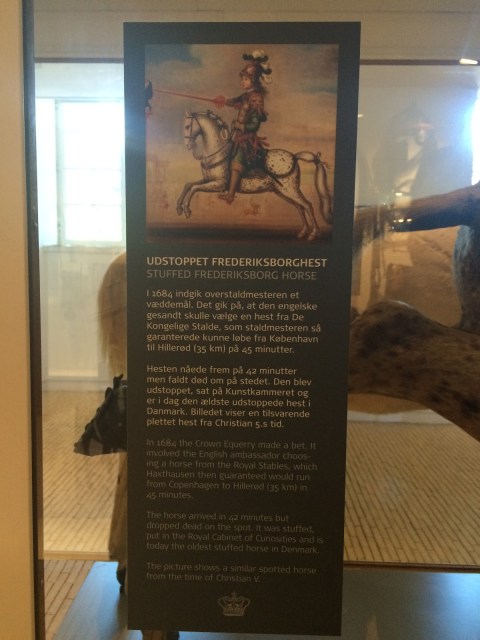 UDSTOPPET FREDERIKSBORGHEST
STUFFED FREDERIKSBORG HORSE
I 1684 indgik overstaldmesteren et
væddemål. Det gik på, at den engelske
gesandt skulle vælge en hest fra De
Kongelige Stalde, som staldmesteren så
garanterede kunne løbe fra København
til Hillerød (35 km) på 45 minutter.
Hesten nåede frem på 42 minutter
men faldt død om på stedet. Den blev
udstoppet, sat på Kunstkammeret og
er i dag den ældste udstoppede hest i
Danmark. Billedet viser en tilsvarende
plettet hest fra Christian 5.s tid.
In 1684 the Crown Equerry made a bet. It
involved the English ambassador choos-
ing a horse from the Royal Stables, which
Haxthausen then guaranteed would run
from Copenhagen to Hillerød (35 km) in
45 minutes.
The horse arrived in 42 minutes but
dropped dead on the spot. It was stuffed,
put in the Royal Cabinet of Curiosities and is
today the oldest stuffed horse in Denmark.
The picture shows a similar spotted horse
from the time of Christian V.